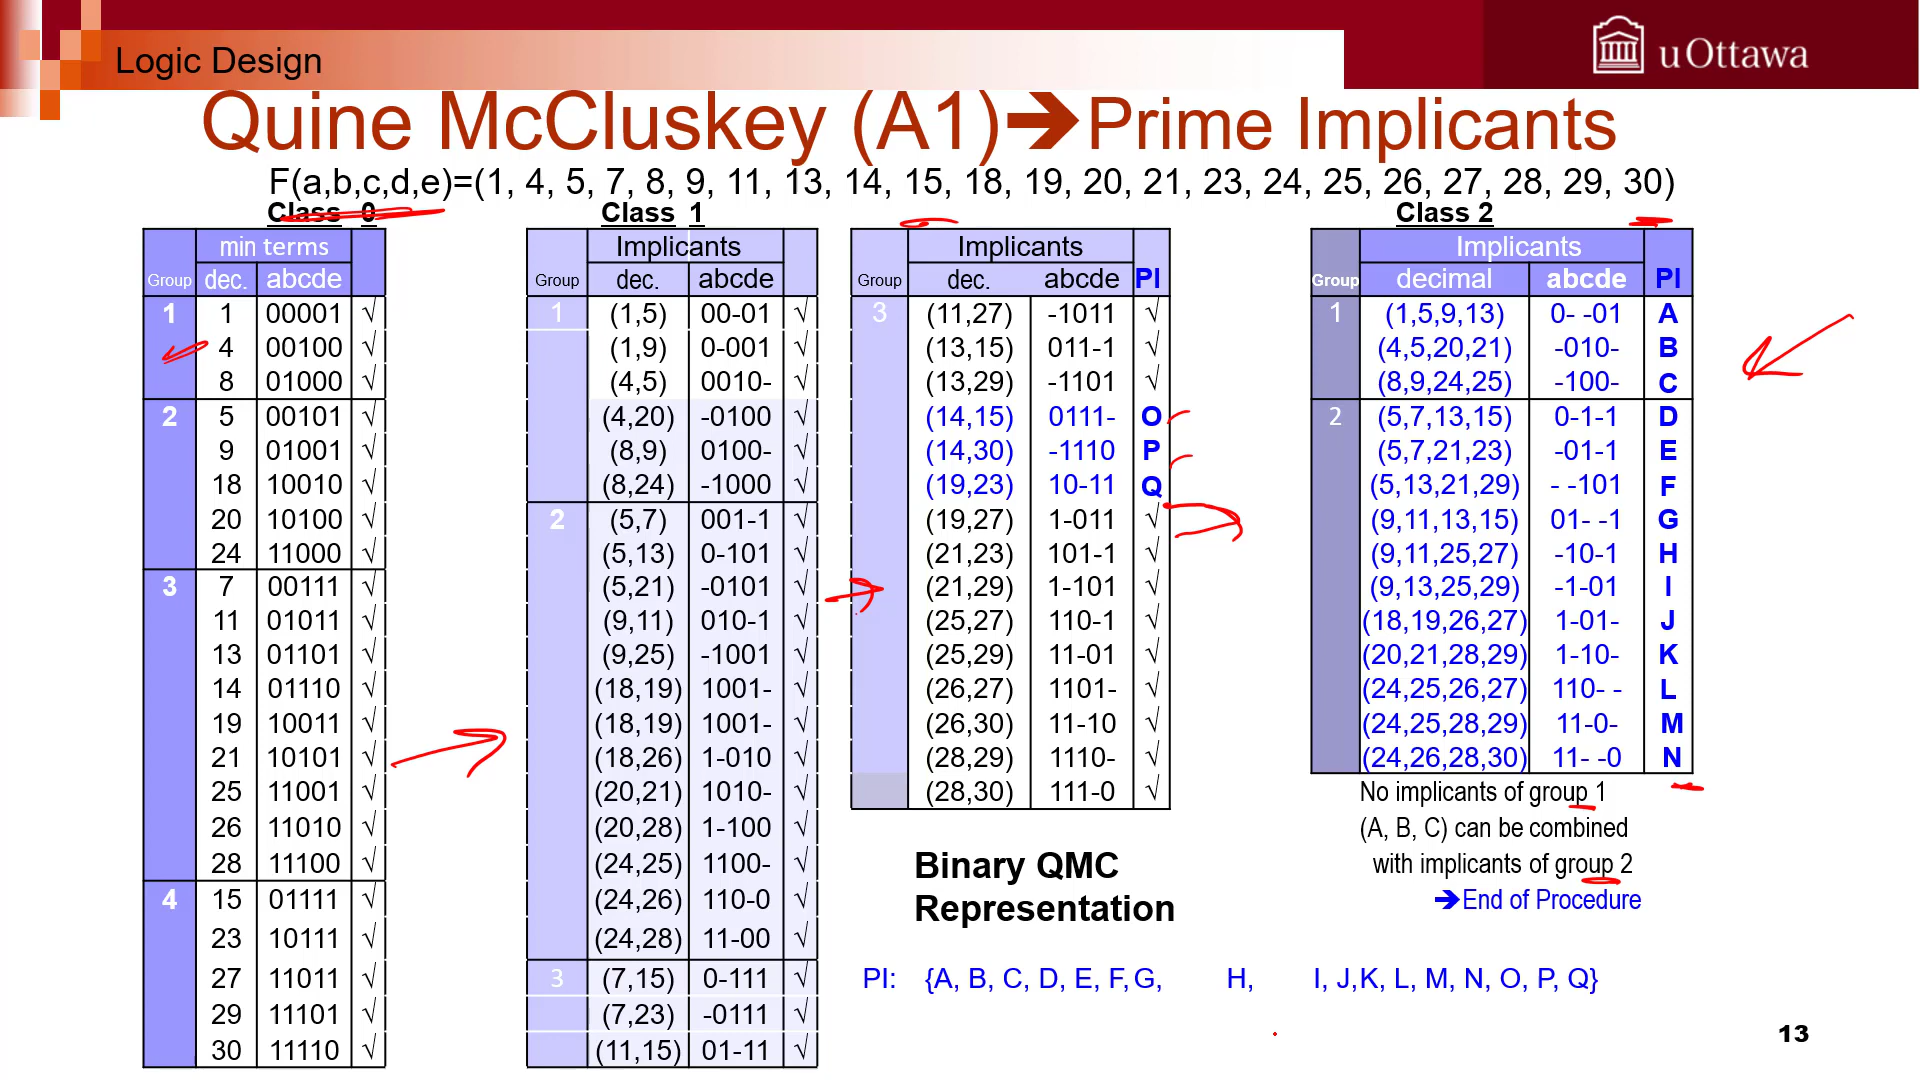 Logic Design
uOttawa
Quine McCluskey (A1)➔Prime Implicants
F(a,b,c,d,e)=(1, 4, 5, 7, 8, 9, 11, 13, 14, 15, 18, 19, 20, 21, 23, 24, 25, 26, 27, 28, 29, 30)
Class 0
min terms
Group dec. abcde
1 1 00001 √
4 00100 √
8 01000 √
2 5 00101 √
9 01001 √
18 10010 √
20 10100 √
24 11000 √
3 7 00111 √
11 01011 √
13 01101 √
14 01110 √
19 10011 √
21 10101 √
25 11001 √
26 11010 √
28 11100 √
4 15 01111 √
23 10111 √
27 11011 √
29 11101 √
30 11110 √
Class 1
Implicants
Group dec. abcde
1 (1,5) 00-01 √
(1,9) 0-001 √
(4,5) 0010- √
(4,20) -0100 √
(8,9) 0100- √
(8,24) -1000 √
2 (5,7) 001-1 √
(5,13) 0-101 √
(5,21) -0101 √
(9,11) 010-1 √
(9,25) -1001 √
(18,19) 1001- √
(18,19) 1001- √
(18,26) 1-010 √
(20,21) 1010- √
(20,28) 1-100 √
(24,25) 1100- √
(24,26) 110-0 √
(24,28) 11-00 √
3 (7,15) 0-111 √
(7,23) -0111 √
(11,15) 01-11 √
Implicants
Group dec. abcde PI
3 (11,27) -1011 √
(13,15) 011-1 √
(13,29) -1101 √
(14,15) 0111- O
(14,30) -1110 P
(19,23) 10-11 Q
(19,27) 1-011 √
(21,23) 101-1 √
(21,29) 1-101 √
(25,27) 110-1 √
(25,29) 11-01 √
(26,27) 1101- √
(26,30) 11-10 √
(28,29) 1110- √
(28,30) 111-0 √
Binary QMC
Representation
Class 2
Implicants
Group decimal abcde PI
1 (1,5,9,13) 0- -01 A
(4,5,20,21) -010- B
(8,9,24,25) -100- C
2 (5,7,13,15) 0-1-1 D
(5,7,21,23) -01-1 E
(5,13,21,29) - -101 F
(9,11,13,15) 01- -1 G
(9,11,25,27) -10-1 H
(9,13,25,29) -1-01 I
(18,19,26,27) 1-01- J
(20,21,28,29) 1-10- K
(24,25,26,27) 110- - L
(24,25,28,29) 11-0- M
(24,26,28,30) 11- -0 N
No implicants of group 1
(A, B, C) can be combined
with implicants of group 2
➔End of Procedure
PI: {A, B, C, D, E, F,G, H, I, J,K, L, M, N, O, P, Q}
13